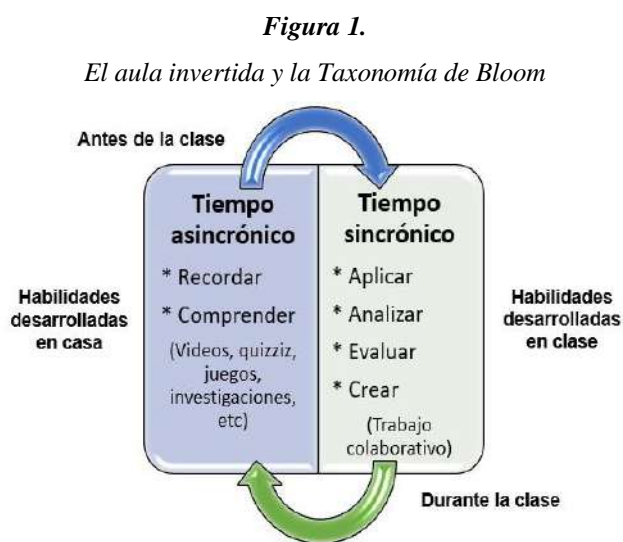 Figura 1.
El aula invertida y la Taxonomía de Bloom
Antes de la clase
Tiempo
asincrónico
* Recordar
* Comprender
(Videos, quizziz,
juegos,
investigaciones,
etc)
Habilidades
desarrolladas
en casa
Tiempo
sincrónico
* Aplicar
* Analizar
* Evaluar
* Crear
(Trabajo
colaborativo)
Habilidades
desarrolladas
en clase
Durante la clase